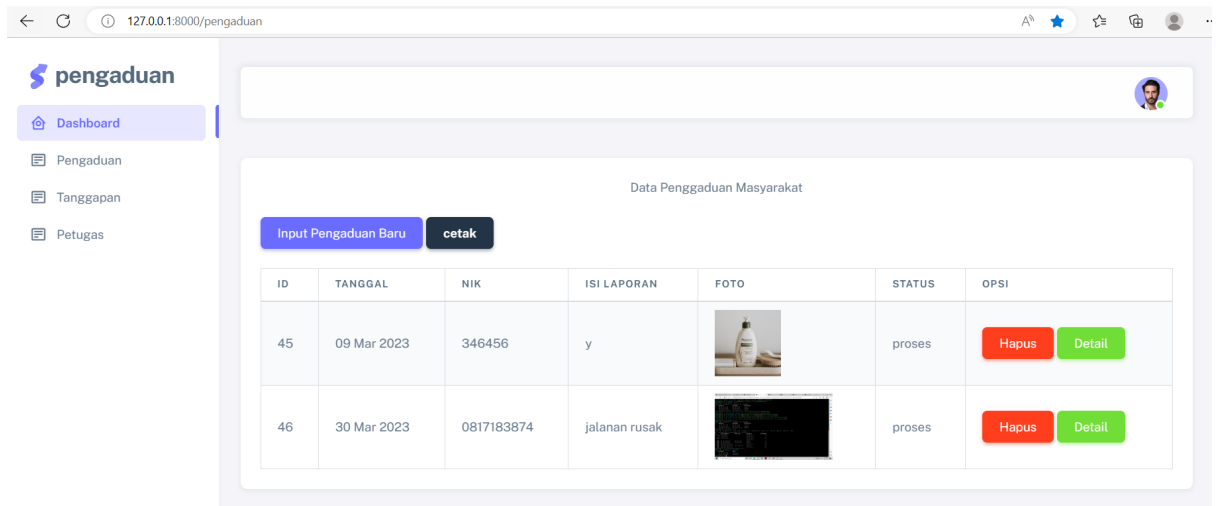 127.0.0.1:8000/pengaduan
pengaduan
Dashboard
Pengaduan
Tanggapan
Petugas
Data Penggaduan Masyarakat
Input Pengaduan Baru cetak
ID TANGGAL NIK ISI LAPORAN FOTO STATUS OPSI
45 09 Mar 2023 346456 y proses Hapus Detail
46 30 Mar 2023 0817183874 jalanan rusak proses Hapus Detail